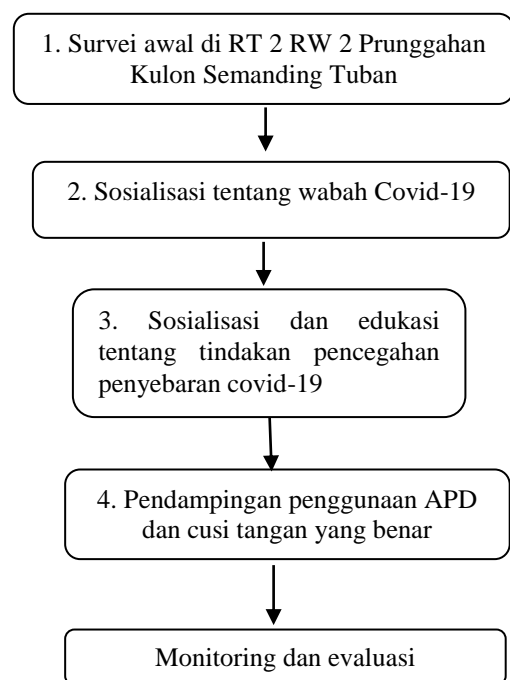 1. Survei awal di RT 2 RW 2 Prunggahan
Kulon Semanding Tuban
2. Sosialisasi tentang wabah Covid-19
3. Sosialisasi dan edukasi
tentang tindakan pencegahan
penyebaran covid-19
4. Pendampingan penggunaan APD
dan cusi tangan yang benar
Monitoring dan evaluasi